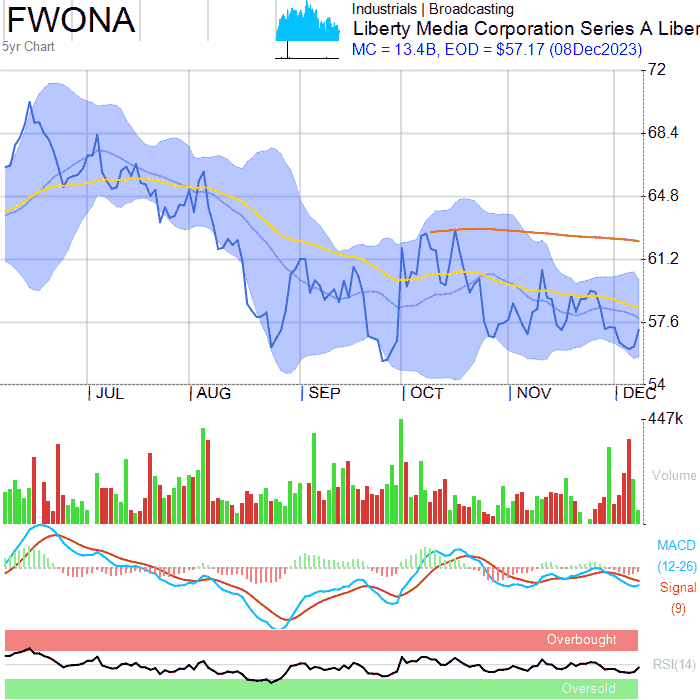 FWONA
5yr Chart
Industrials | Broadcasting
Liberty Media Corporation Series A Liber
MC = 13.4B, EOD = $57.17 (08Dec2023)
72
68.4
64.8
61.2
57.6
54
JUL AUG SEP OCT NOV DEC
447k
Volume
MACD
(12-26)
Signal
(9)
Overbought
RSI(14)
Oversold